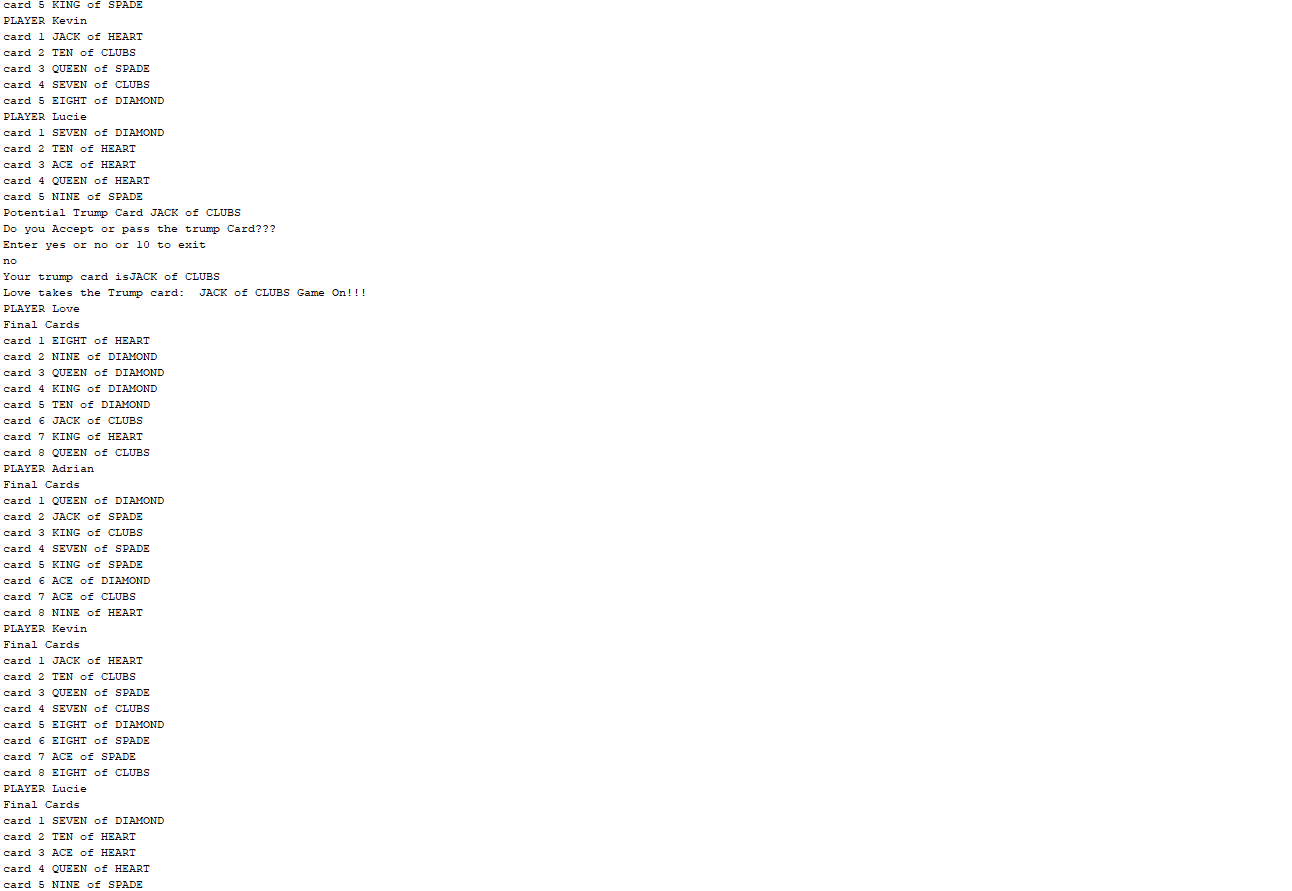 card 5 KING of SPADE
PLAYER Kevin
card 1 JACK of HEART
card 2 TEN of CLUBS
card 3 QUEEN of SPADE
card 4 SEVEN of CLUBS
card 5 EIGHT of DIAMOND
PLAYER Lucie
card 1 SEVEN of DIAMOND
card 2 TEN of HEART
card 3 ACE of HEART
card 4 QUEEN of HEART
card 5 NINE of SPADE
Potential Trump Card JACK of CLUBS
Do you Accept or pass the trump Card???
Enter yes or no or 10 to exit
no
Your trump card isJACK of CLUBS
Love takes the Trump card:  JACK of CLUBS Game On!!!
PLAYER Love
Final Cards
card 1 EIGHT of HEART
card 2 NINE of DIAMOND
card 3 QUEEN of DIAMOND
card 4 KING of DIAMOND
card 5 TEN of DIAMOND
card 6 JACK of CLUBS
card 7 KING of HEART
card 8 QUEEN of CLUBS
PLAYER Adrian
Final Cards
card 1 QUEEN of DIAMOND
card 2 JACK of SPADE
card 3 KING of CLUBS
card 4 SEVEN of SPADE
card 5 KING of SPADE
card 6 ACE of DIAMOND
card 7 ACE of CLUBS
card 8 NINE of HEART
PLAYER Kevin
Final Cards
card 1 JACK of HEART
card 2 TEN of CLUBS
card 3 QUEEN of SPADE
card 4 SEVEN of CLUBS
card 5 EIGHT of DIAMOND
card 6 EIGHT of SPADE
card 7 ACE of SPADE
card 8 EIGHT of CLUBS
PLAYER Lucie
Final Cards
card 1 SEVEN of DIAMOND
card 2 TEN of HEART
card 3 ACE of HEART
card 4 QUEEN of HEART
card 5 NINE of SPADE